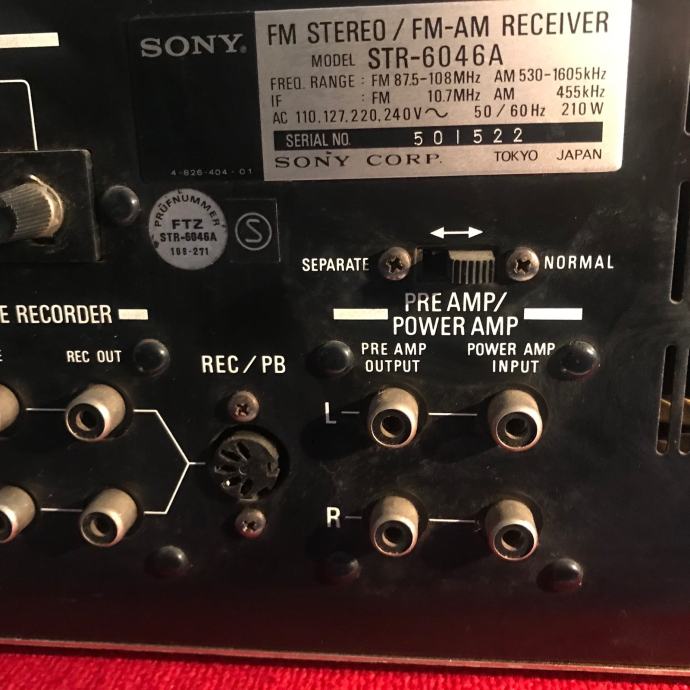 SONY®
FM STEREO / FM-AM RECEIVER
MODEL STR-6046A
FREQ. RANGE : FM 87.5-108MHz AM 530-1605kHz
IF : FM 10.7MHz AM 455kHz
AC 110, 127, 220, 240V~ 50/60Hz 210W
SERIAL NO. 501522
SONY CORP. TOKYO JAPAN
4-826-404-01
PRÜFNUMMER
FTZ
STR-6046A
188-271
S
SEPARATE
NORMAL
PRE AMP/
POWER AMP
E RECORDER
REC OUT
REC/PB
PRE AMP
OUTPUT
POWER AMP
INPUT
L
R